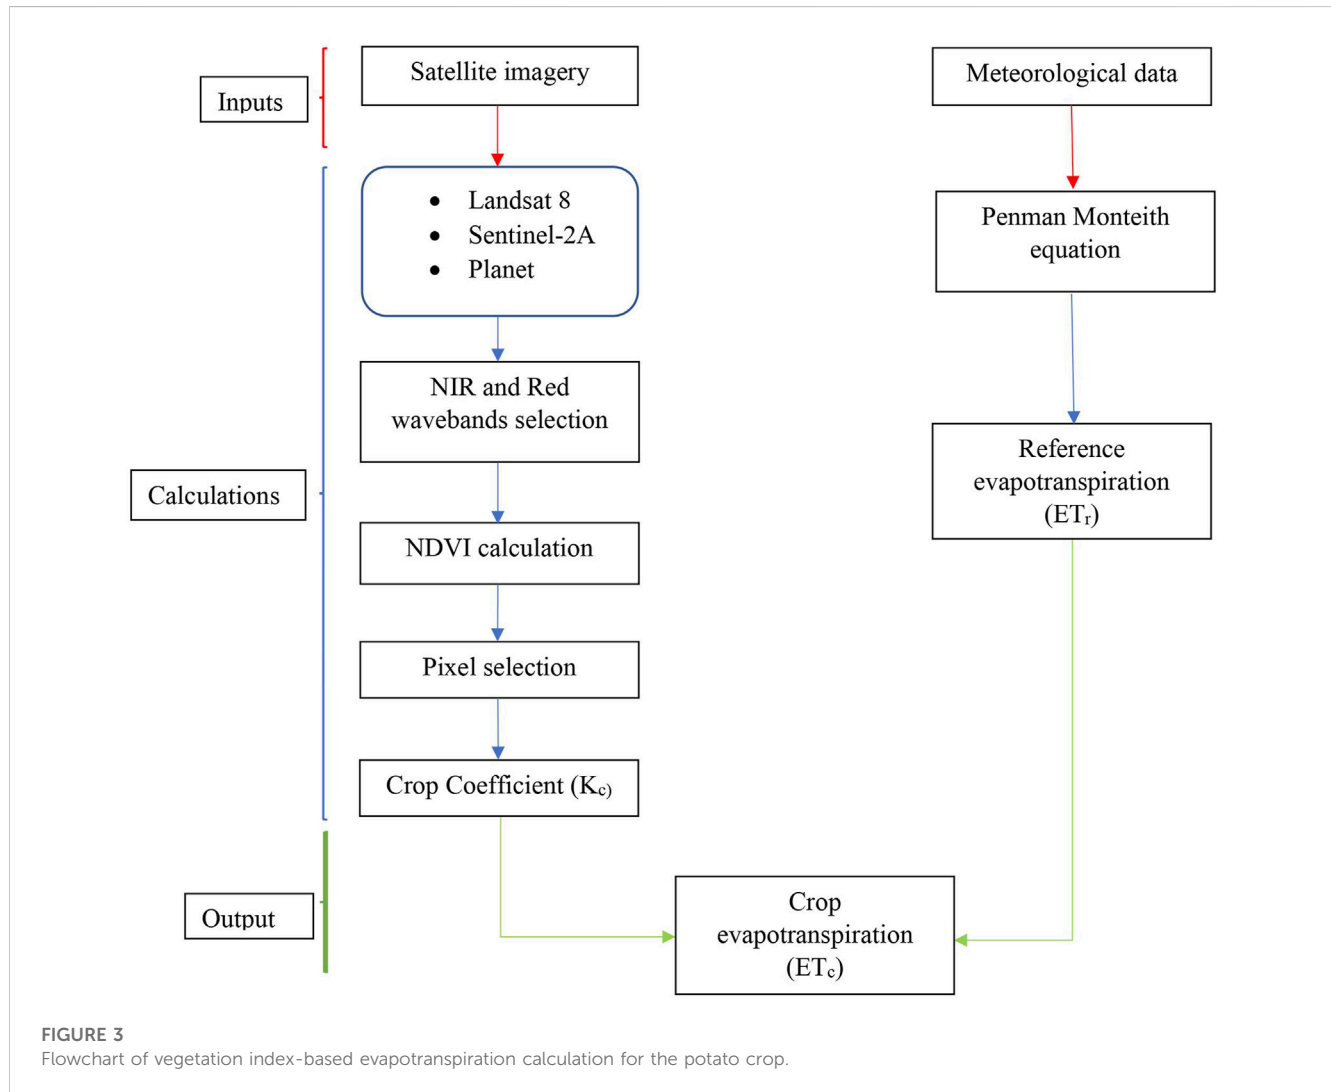 Inputs
Satellite imagery
• Landsat 8
• Sentinel-2A
• Planet
Calculations
NIR and Red
wavebands selection
NDVI calculation
Pixel selection
Crop Coefficient (Kc)
Meteorological data
Penman Monteith
equation
Reference
evapotranspiration
(ETr)
Output
Crop
evapotranspiration
(ETc)
FIGURE 3
Flowchart of vegetation index-based evapotranspiration calculation for the potato crop.